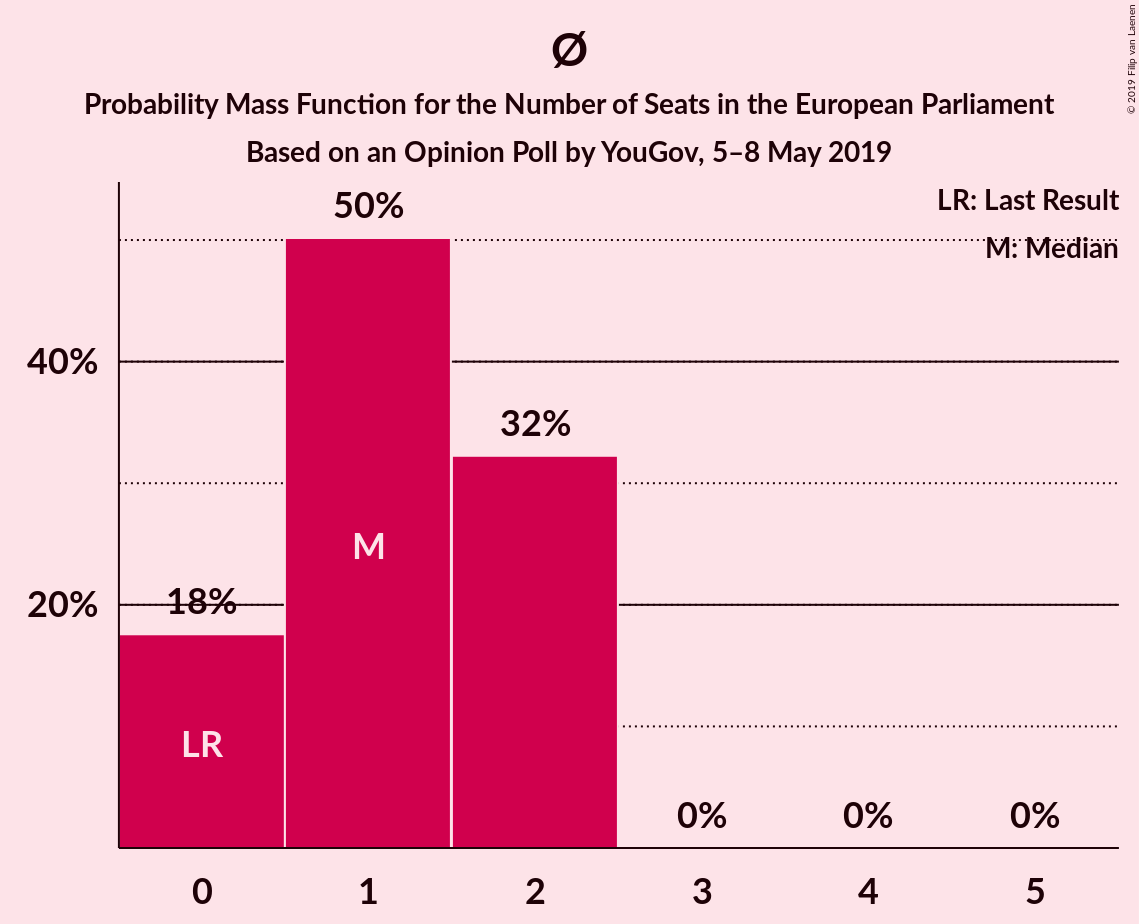 Ø
Probability Mass Function for the Number of Seats in the European Parliament
Based on an Opinion Poll by YouGov, 5–8 May 2019
© 2019 Filip van Laenen
LR: Last Result
M: Median
50%
40%
32%
20%
18%
M
LR
0% 0% 0%
0 1 2 3 4 5